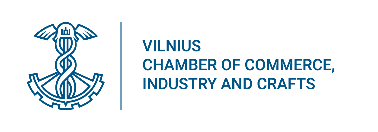 VILNIUS
CHAMBER OF COMMERCE,
INDUSTRY AND CRAFTS